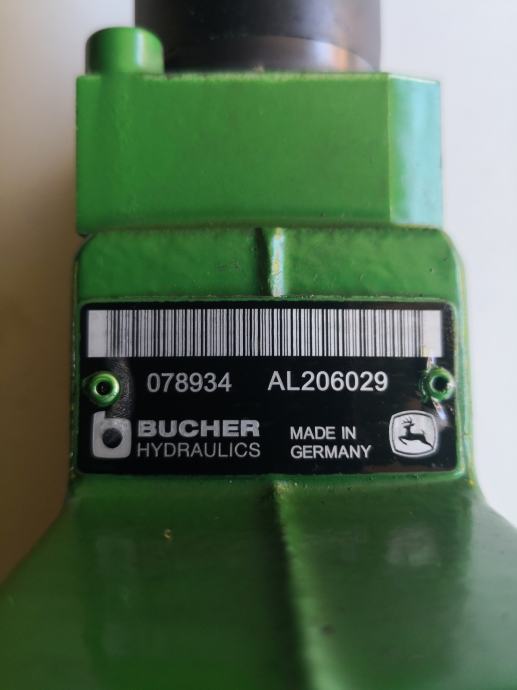 078934 AL206029
BUCHER
HYDRAULICS
MADE IN
GERMANY